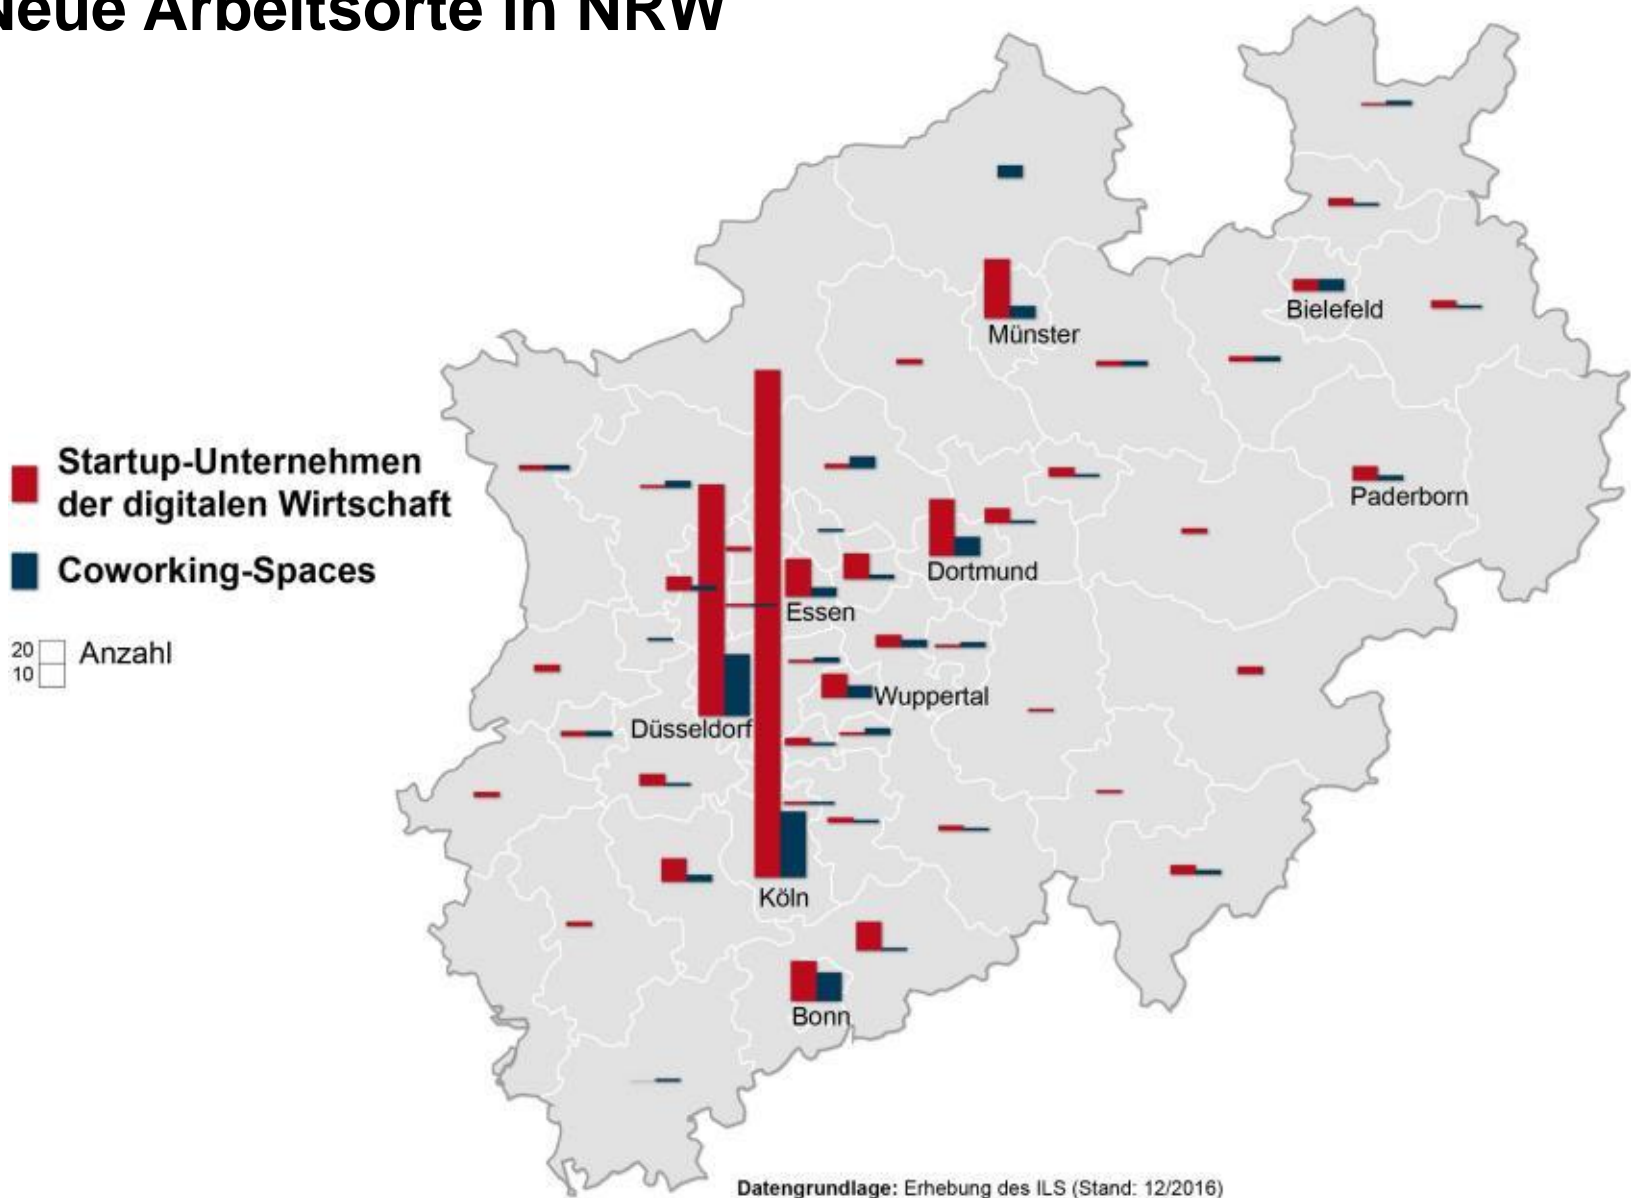 Neue Arbeitsorte in NRW
Bielefeld
Münster
Startup-Unternehmen
der digitalen Wirtschaft
Paderborn
Coworking-Spaces
Dortmund
Essen
20
10
Anzahl
Wuppertal
Düsseldorf
Köln
Bonn
Datengrundlage: Erhebung des ILS (Stand: 12/2016)